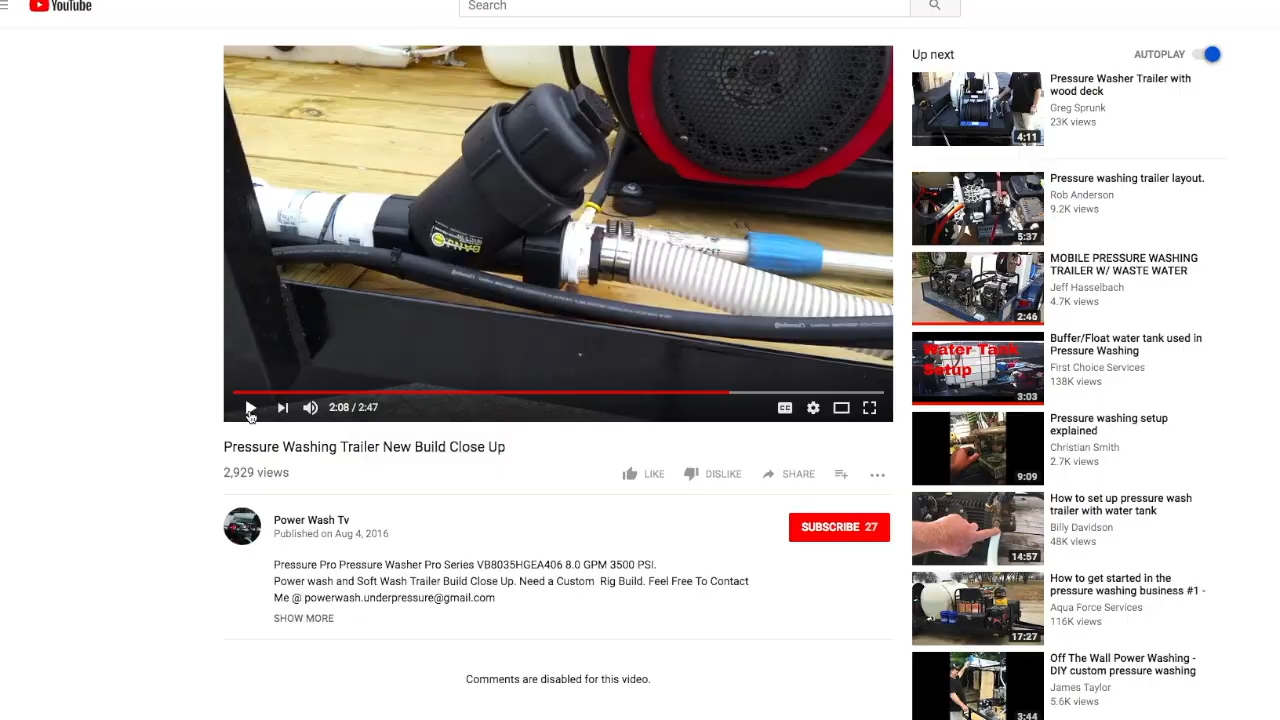 YouTube
Search
2:08 / 2:47
Pressure Washing Trailer New Build Close Up
2,929 views
LIKE
DISLIKE
SHARE
Power Wash Tv
Published on Aug 4, 2016
SUBSCRIBE 27
Pressure Pro Pressure Washer Pro Series VB8035HGEA406 8.0 GPM 3500 PSI.
Power wash and Soft Wash Trailer Build Close Up. Need a Custom Rig Build. Feel Free To Contact
Me @ powerwash.underpressure@gmail.com
SHOW MORE
Comments are disabled for this video.
Up next
AUTOPLAY
Pressure Washer Trailer with
wood deck
Greg Sprunk
23K views
4:11
Pressure washing trailer layout.
Rob Anderson
9.2K views
5:37
MOBILE PRESSURE WASHING
TRAILER W/ WASTE WATER
Jeff Hasselbach
4.7K views
2:46
Buffer/Float water tank used in
Pressure Washing
First Choice Services
138K views
Water Tank
Setup
3:03
Pressure washing setup
explained
Christian Smith
2.7K views
9:09
How to set up pressure wash
trailer with water tank
Billy Davidson
48K views
14:57
How to get started in the
pressure washing business #1 -
Aqua Force Services
116K views
17:27
Off The Wall Power Washing -
DIY custom pressure washing
James Taylor
5.6K views
3:44